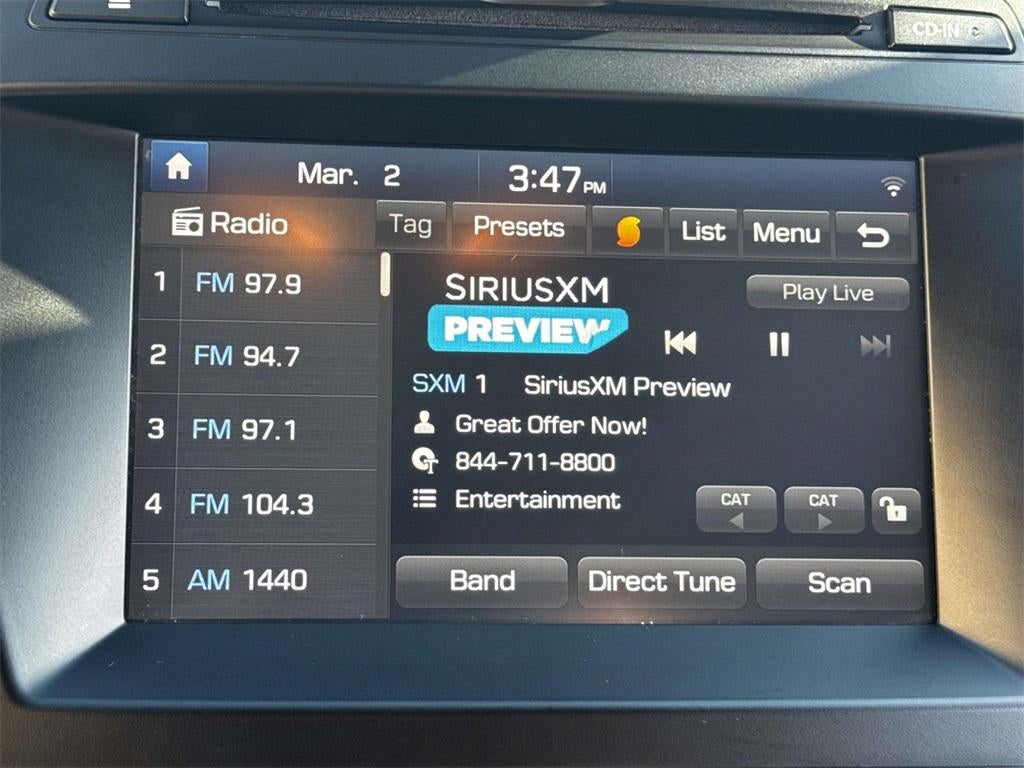 CD-IN
Mar. 2 3:47 PM
Radio Tag Presets List Menu
1 FM 97.9
2 FM 94.7
3 FM 97.1
4 FM 104.3
5 AM 1440
SIRIUSXM
PREVIEW
Play Live
SXM 1 SiriusXM Preview
Great Offer Now!
844-711-8800
Entertainment
CAT CAT
Band Direct Tune Scan